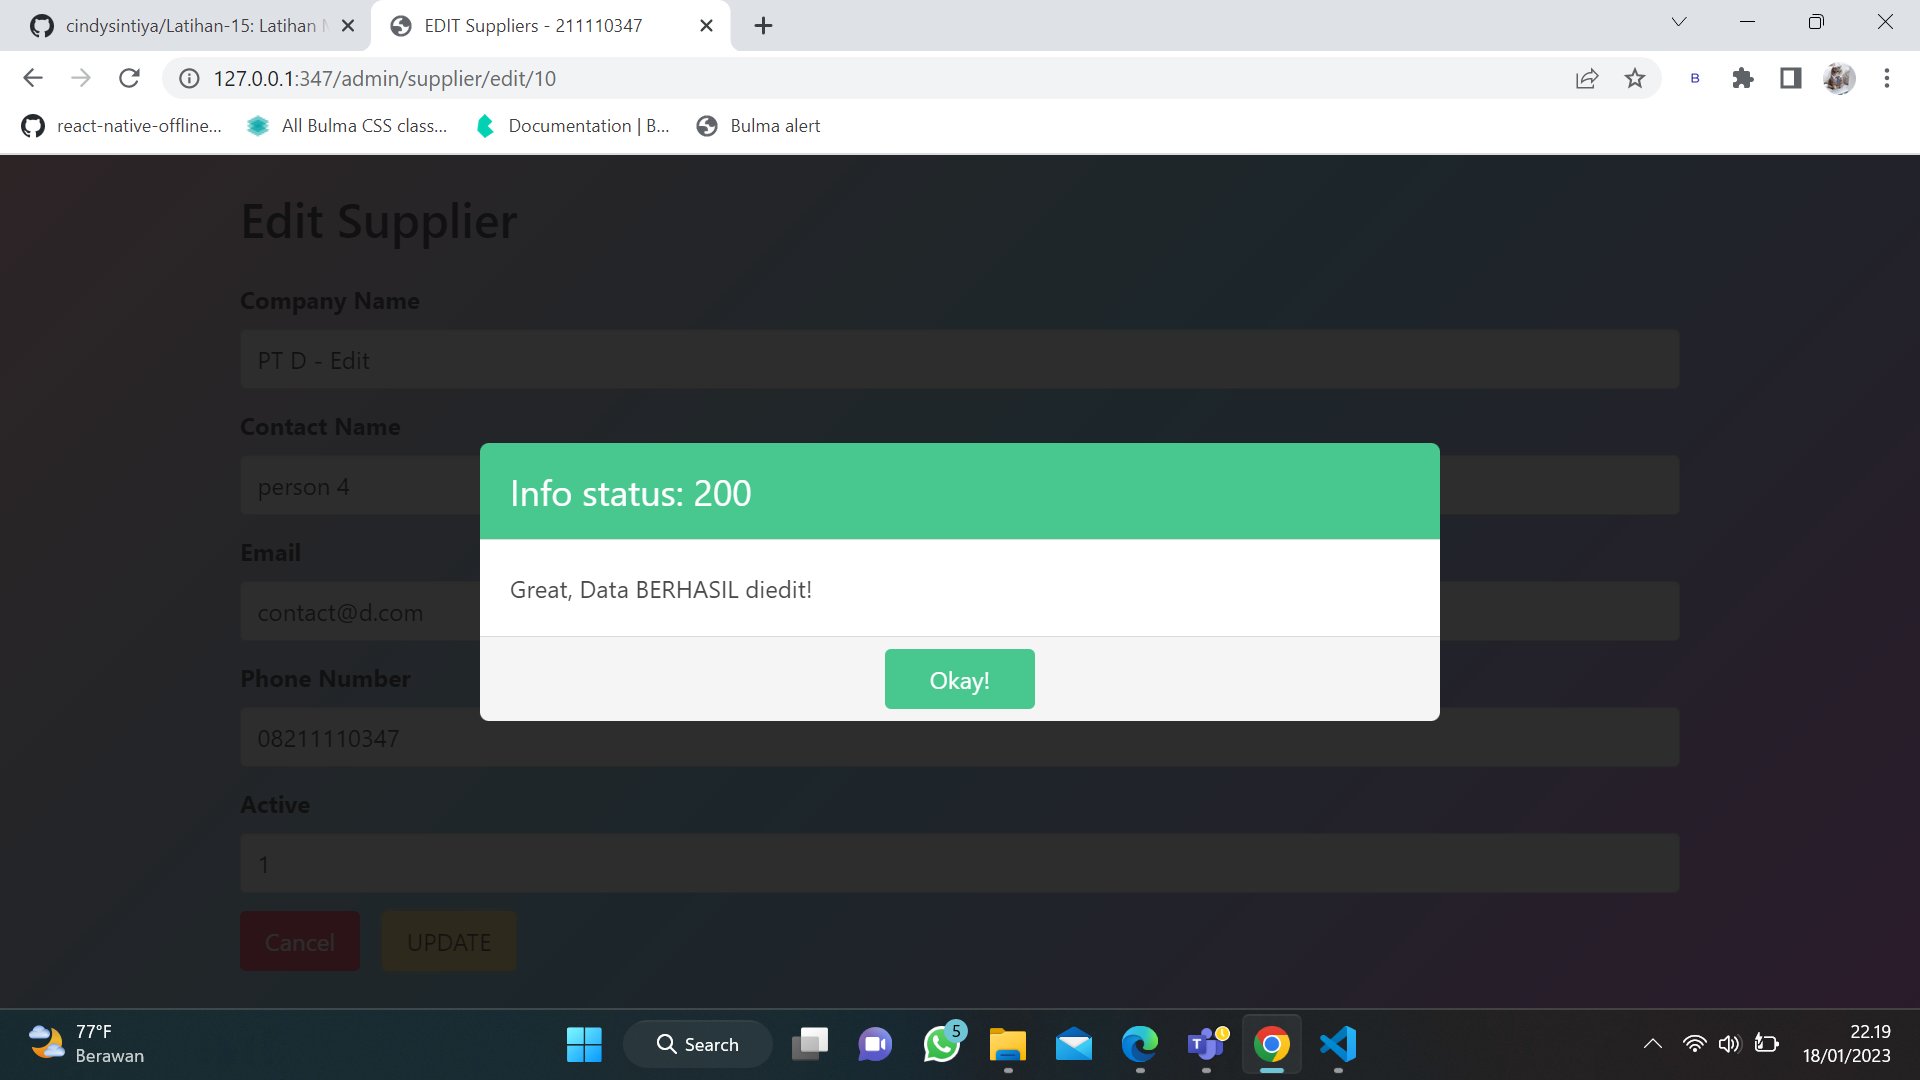 cindysintiya/Latihan-15: Latihan
EDIT Suppliers - 211110347
127.0.0.1:347/admin/supplier/edit/10
B
react-native-offline...
All Bulma CSS class...
Documentation | B...
Bulma alert
Edit Supplier
Company Name
PT D - Edit
Contact Name
person 4
Info status: 200
Email
Great, Data BERHASIL diedit!
contact@d.com
Phone Number
Okay!
08211110347
Active
1
Cancel
UPDATE
77°F
Berawan
Search
5
T
22.19
18/01/2023